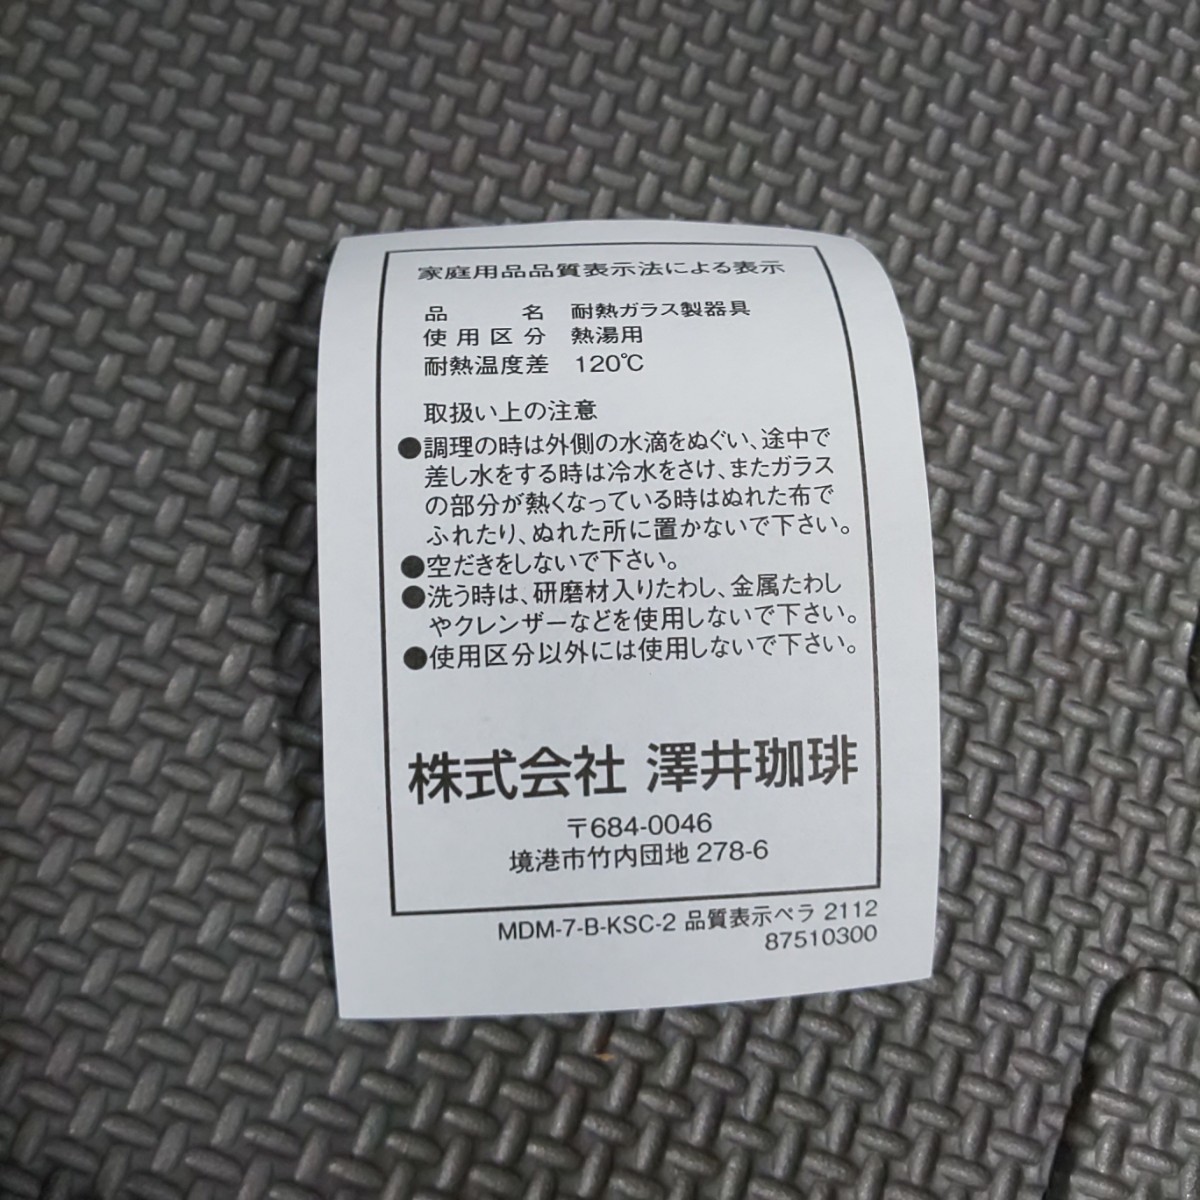 家庭用品品質表示法による表示
品名 耐熱ガラス製器具
使用区分 熱湯用
耐熱温度差 120℃
取扱い上の注意
●調理の時は外側の水滴をぬぐい、途中で
差し水をする時は冷水をさけ、またガラス
の部分が熱くなっている時はぬれた布で
ふれたり、ぬれた所に置かないで下さい。
●空だきをしないで下さい。
●洗う時は、研磨材入りたわし、金属たわし
やクレンザーなどを使用しないで下さい。
●使用区分以外には使用しないで下さい。
株式会社 澤井珈琲
〒684-0046
境港市竹内団地 278-6
MDM-7-B-KSC-2 品質表示ペラ 2112
87510300